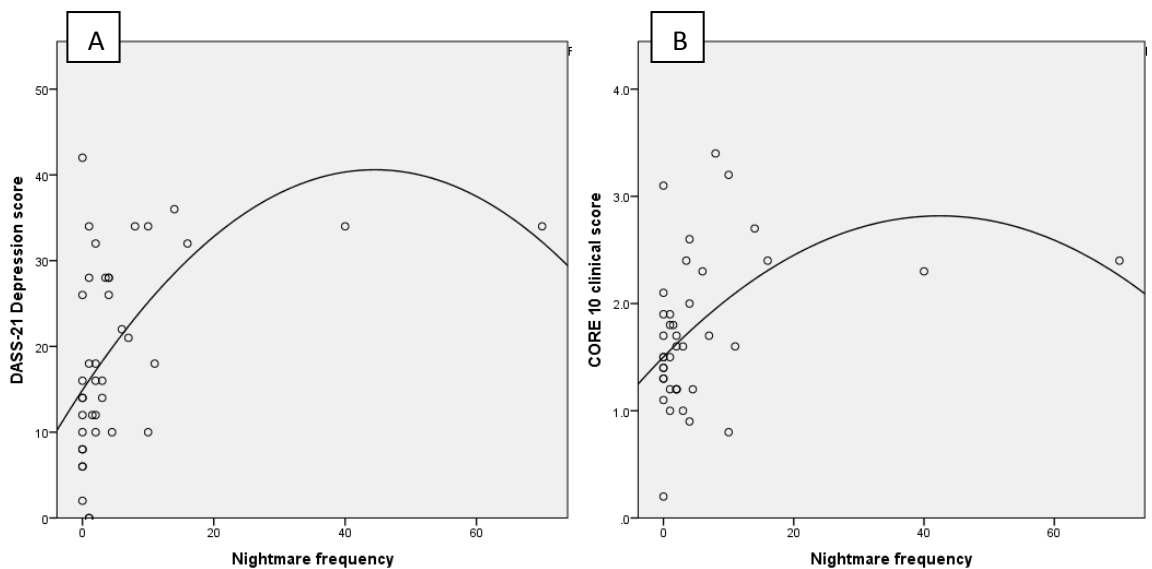 A
50
40
30
20
10
0
DASS-21 Depression score
0 20 40 60
Nightmare frequency
B
4.0
3.0
2.0
1.0
.0
CORE 10 clinical score
0 20 40 60
Nightmare frequency